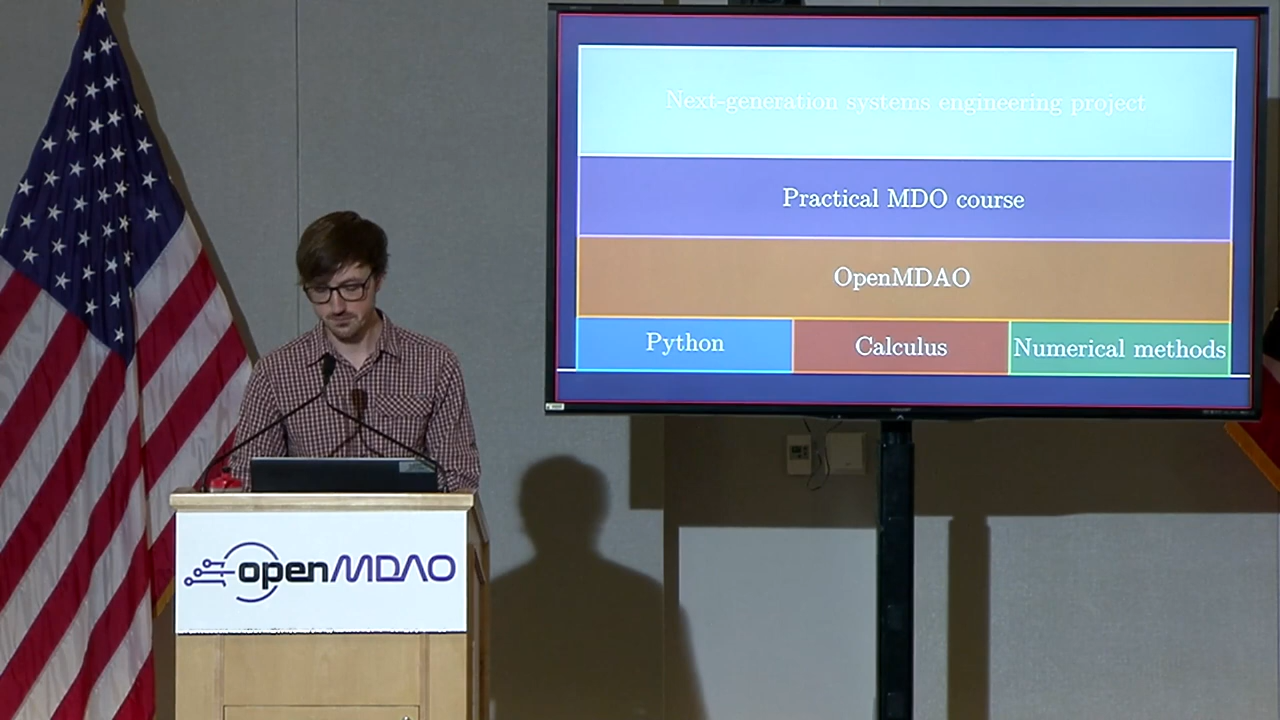 Next-generation systems engineering project
Practical MDO course
OpenMDAO
Python
Calculus
Numerical methods
openMDAO